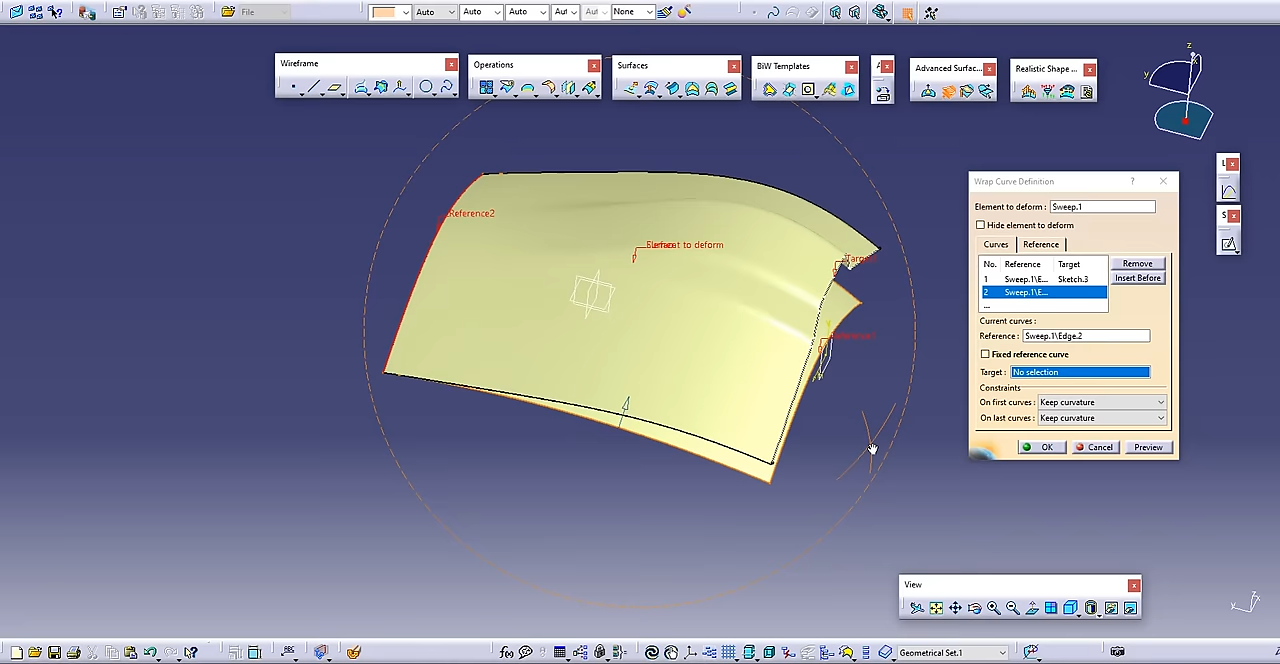 File
Auto Auto Auto Aut Aut None
Wireframe
Operations
Surfaces
BiW Templates
Advanced Surfac...
Realistic Shape ...
z
y
Reference2
Element to deform
Wrap Curve Definition ?
Element to deform : Sweep.1
Hide element to deform
Curves Reference
No. Reference Target
1 Sweep.1\E... Sketch.3
2 Sweep.1\E...
...
Remove
Insert Before
Current curves :
Reference : Sweep.1\Edge.2
Fixed reference curve
Target : No selection
Constraints
On first curves : Keep curvature
On last curves : Keep curvature
OK Cancel Preview
View
Geometrical Set.1